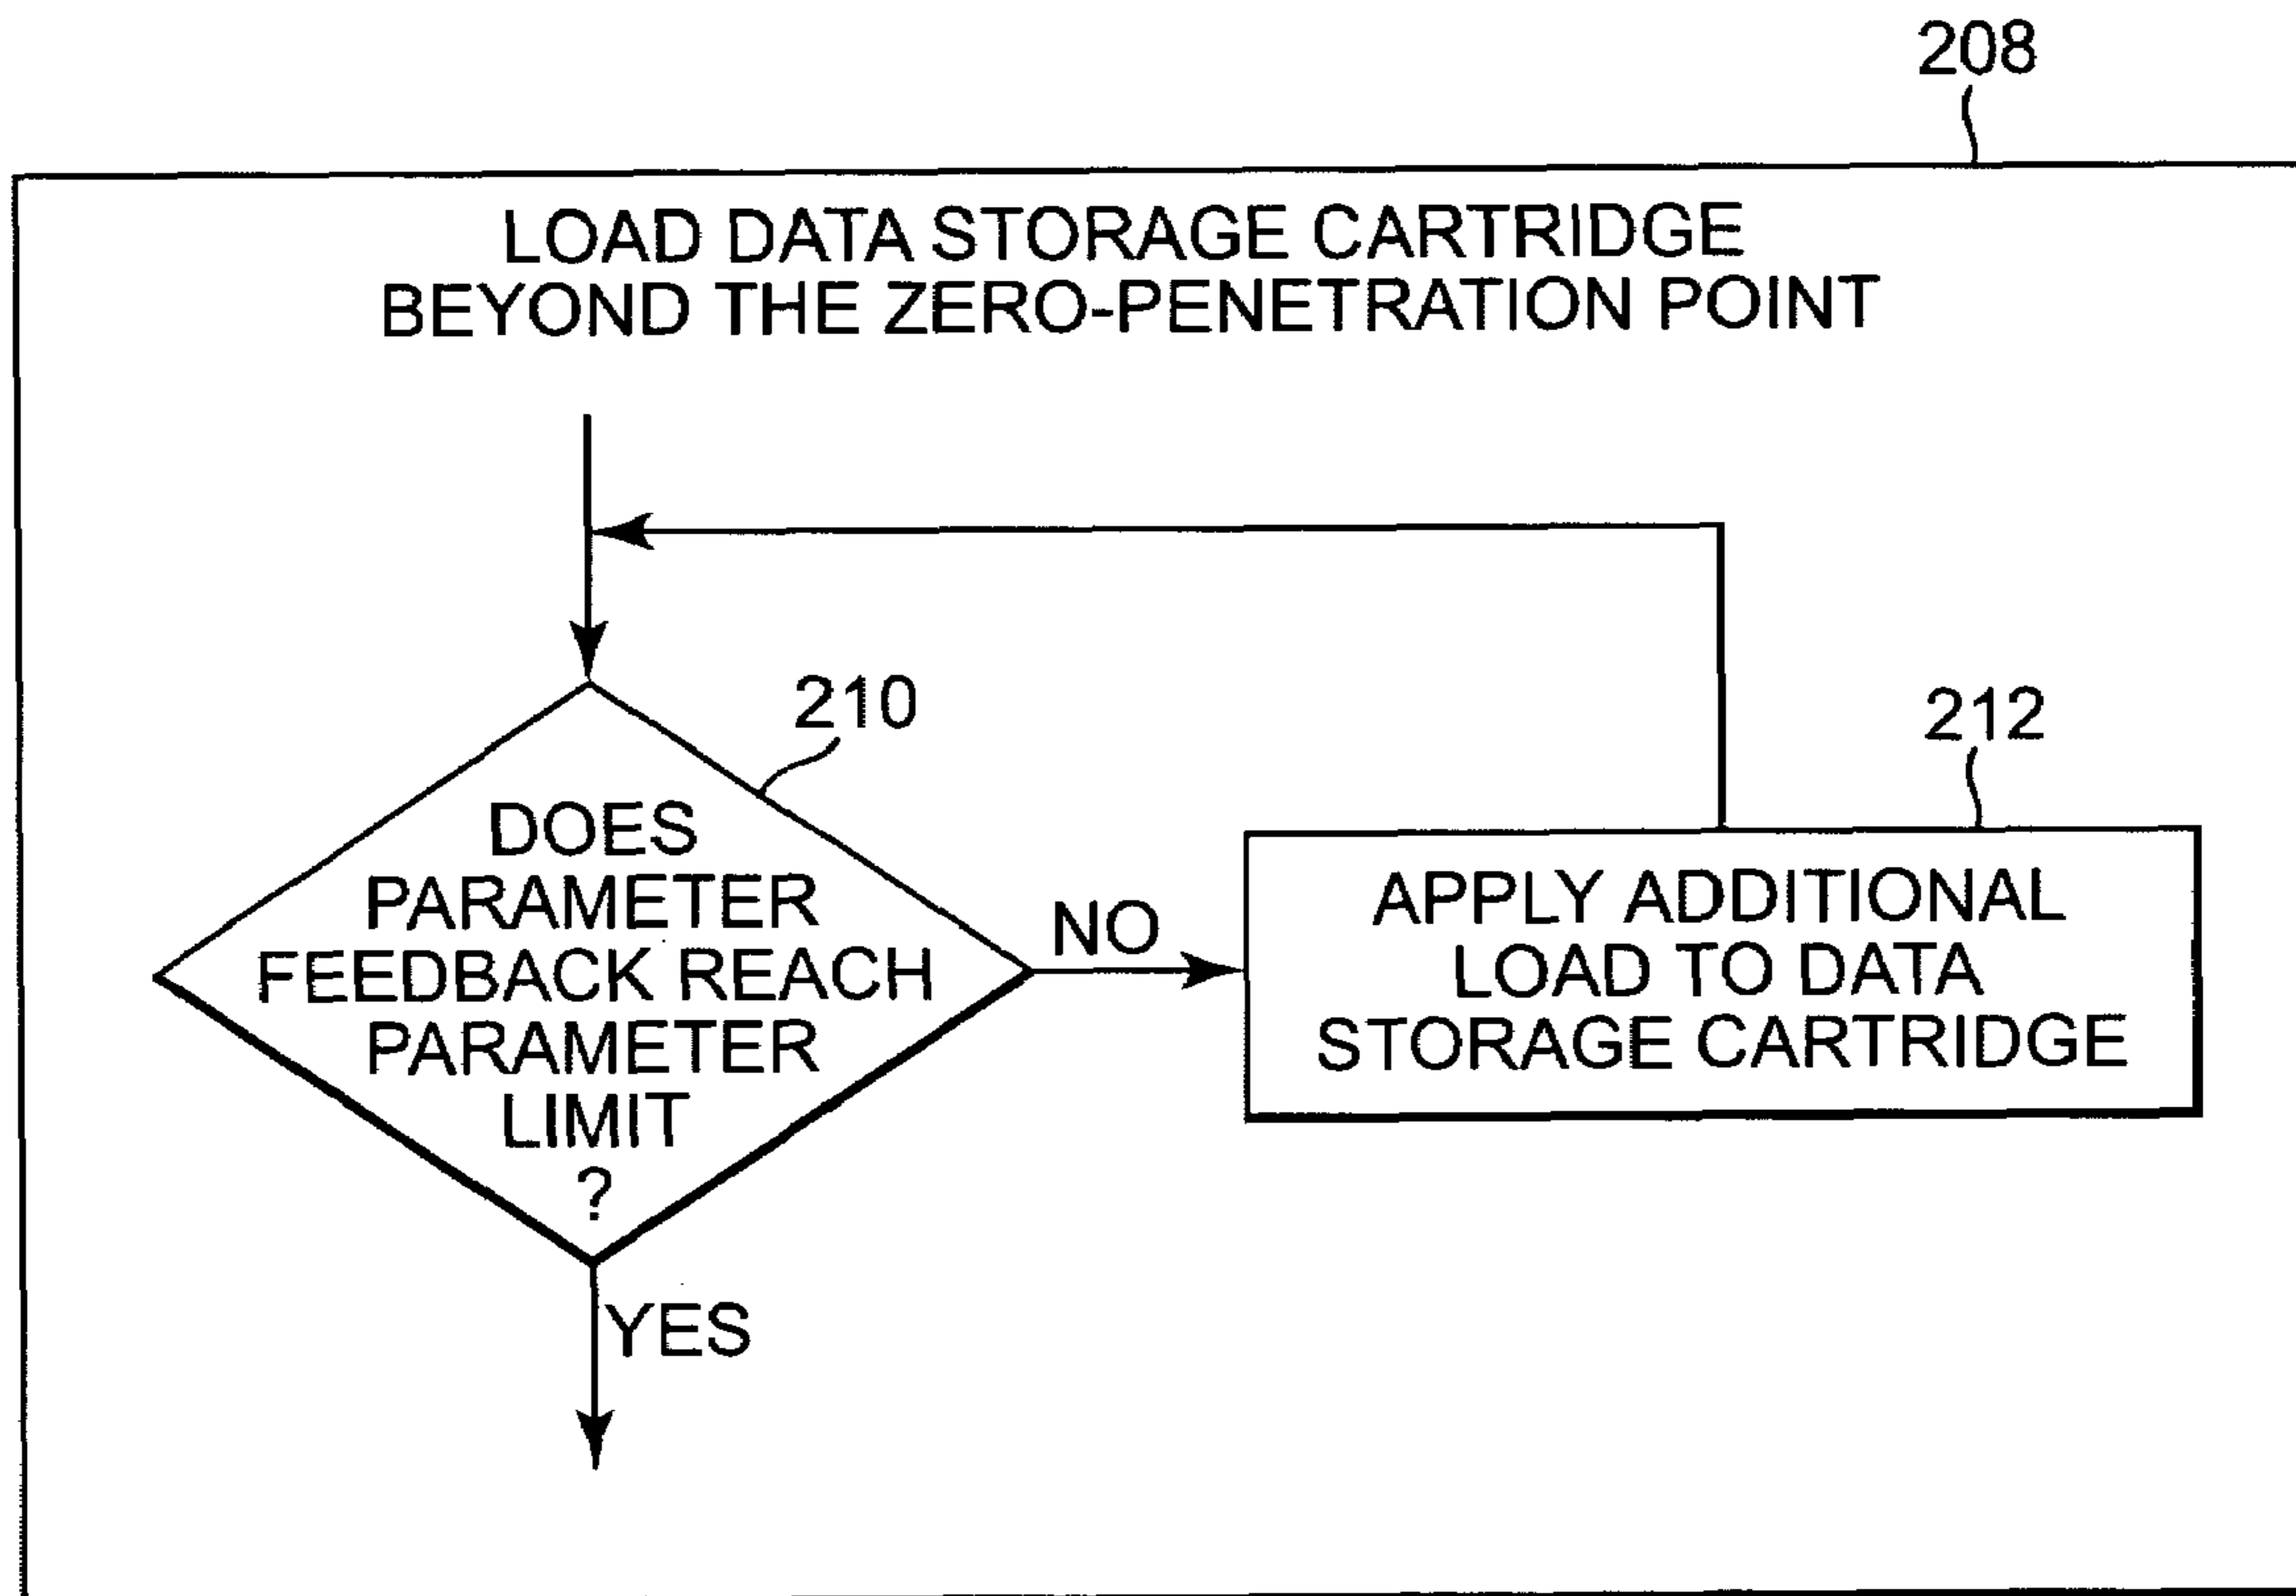 208
LOAD DATA STORAGE CARTRIDGE
BEYOND THE ZERO-PENETRATION POINT
210
DOES
PARAMETER
FEEDBACK REACH
PARAMETER
LIMIT
?
NO
212
APPLY ADDITIONAL
LOAD TO DATA
STORAGE CARTRIDGE
YES